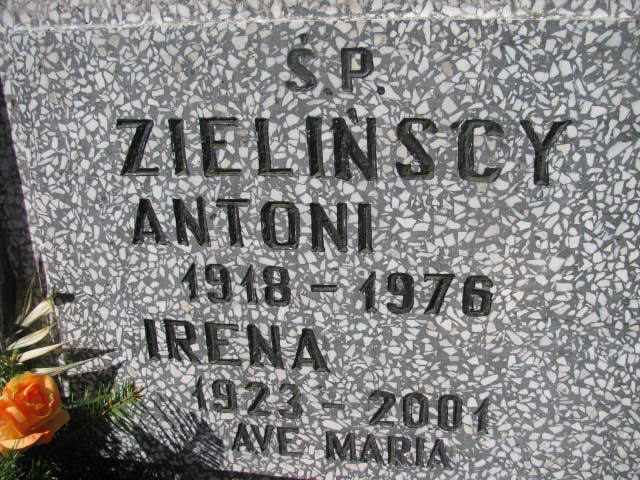 Ś.P.
ZIELIŃSCY
ANTONI
1918 - 1976
IRENA
1923 - 2001
AVE MARIA